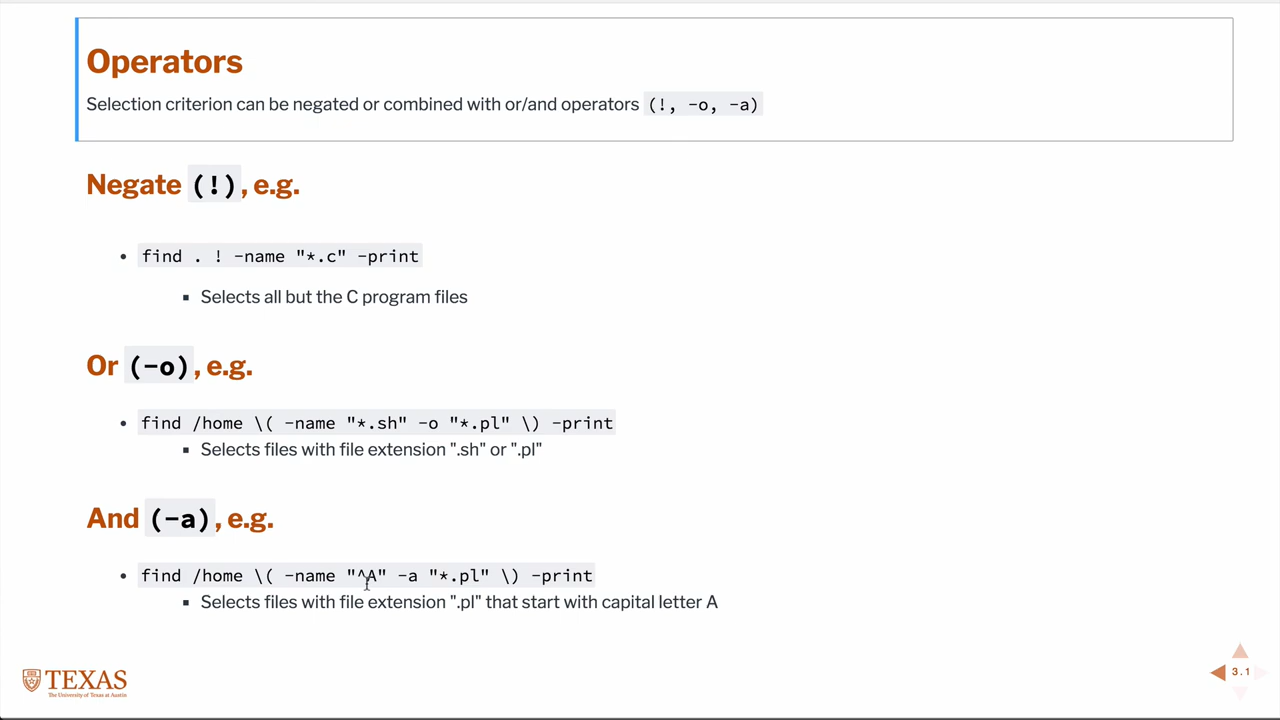 Operators
Selection criterion can be negated or combined with or/and operators (!, -o, -a)
Negate (!), e.g.
find . ! -name "*.c" -print
Selects all but the C program files
Or (-o), e.g.
find /home \( -name "*.sh" -o "*.pl" \) -print
Selects files with file extension ".sh" or ".pl"
And (-a), e.g.
find /home \( -name "^A" -a "*.pl" \) -print
Selects files with file extension ".pl" that start with capital letter A
TEXAS
The University of Texas at Austin
3.1